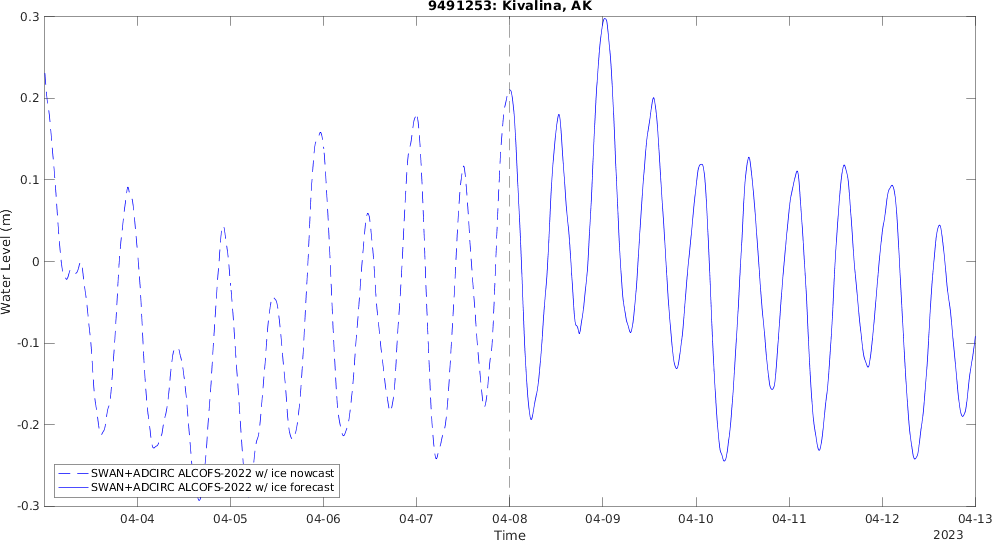 9491253: Kivalina, AK
0.3
0.2
0.1
0
-0.1
-0.2
-0.3
Water Level (m)
SWAN+ADCIRC ALCOFS-2022 w/ ice nowcast
SWAN+ADCIRC ALCOFS-2022 w/ ice forecast
04-04 04-05 04-06 04-07 04-08 04-09 04-10 04-11 04-12 04-13
Time
2023